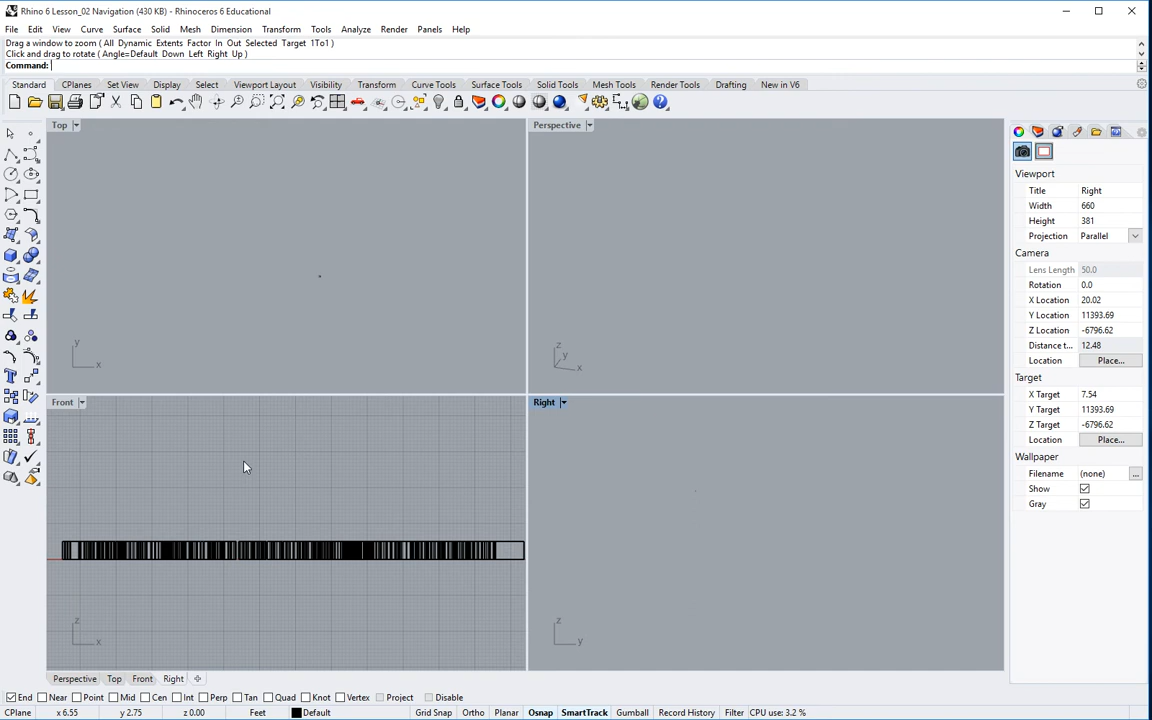 Rhino 6 Lesson_02 Navigation (430 KB) - Rhinoceros 6 Educational
File Edit View Curve Surface Solid Mesh Dimension Transform Tools Analyze Render Panels Help
Drag a window to zoom ( All Dynamic Extents Factor In Out Selected Target 1To1 )
Click and drag to rotate ( Angle=Default Down Left Right Up )
Command:
Standard CPlanes Set View Display Select Viewport Layout Visibility Transform Curve Tools Surface Tools Solid Tools Mesh Tools Render Tools Drafting New in V6
Top
y
x
Perspective
z
y
x
Front
z
x
Right
z
y
Viewport
Title Right
Width 660
Height 381
Projection Parallel
Camera
Lens Length 50.0
Rotation 0.0
X Location 20.02
Y Location 11393.69
Z Location -6796.62
Distance t... 12.48
Location Place...
Target
X Target 7.54
Y Target 11393.69
Z Target -6796.62
Location Place...
Wallpaper
Filename (none) ...
Show
Gray
Perspective Top Front Right
End Near Point Mid Cen Int Perp Tan Quad Knot Vertex Project Disable
CPlane x 6.55 y 2.75 z 0.00 Feet Default Grid Snap Ortho Planar Osnap SmartTrack Gumball Record History Filter CPU use: 3.2 %